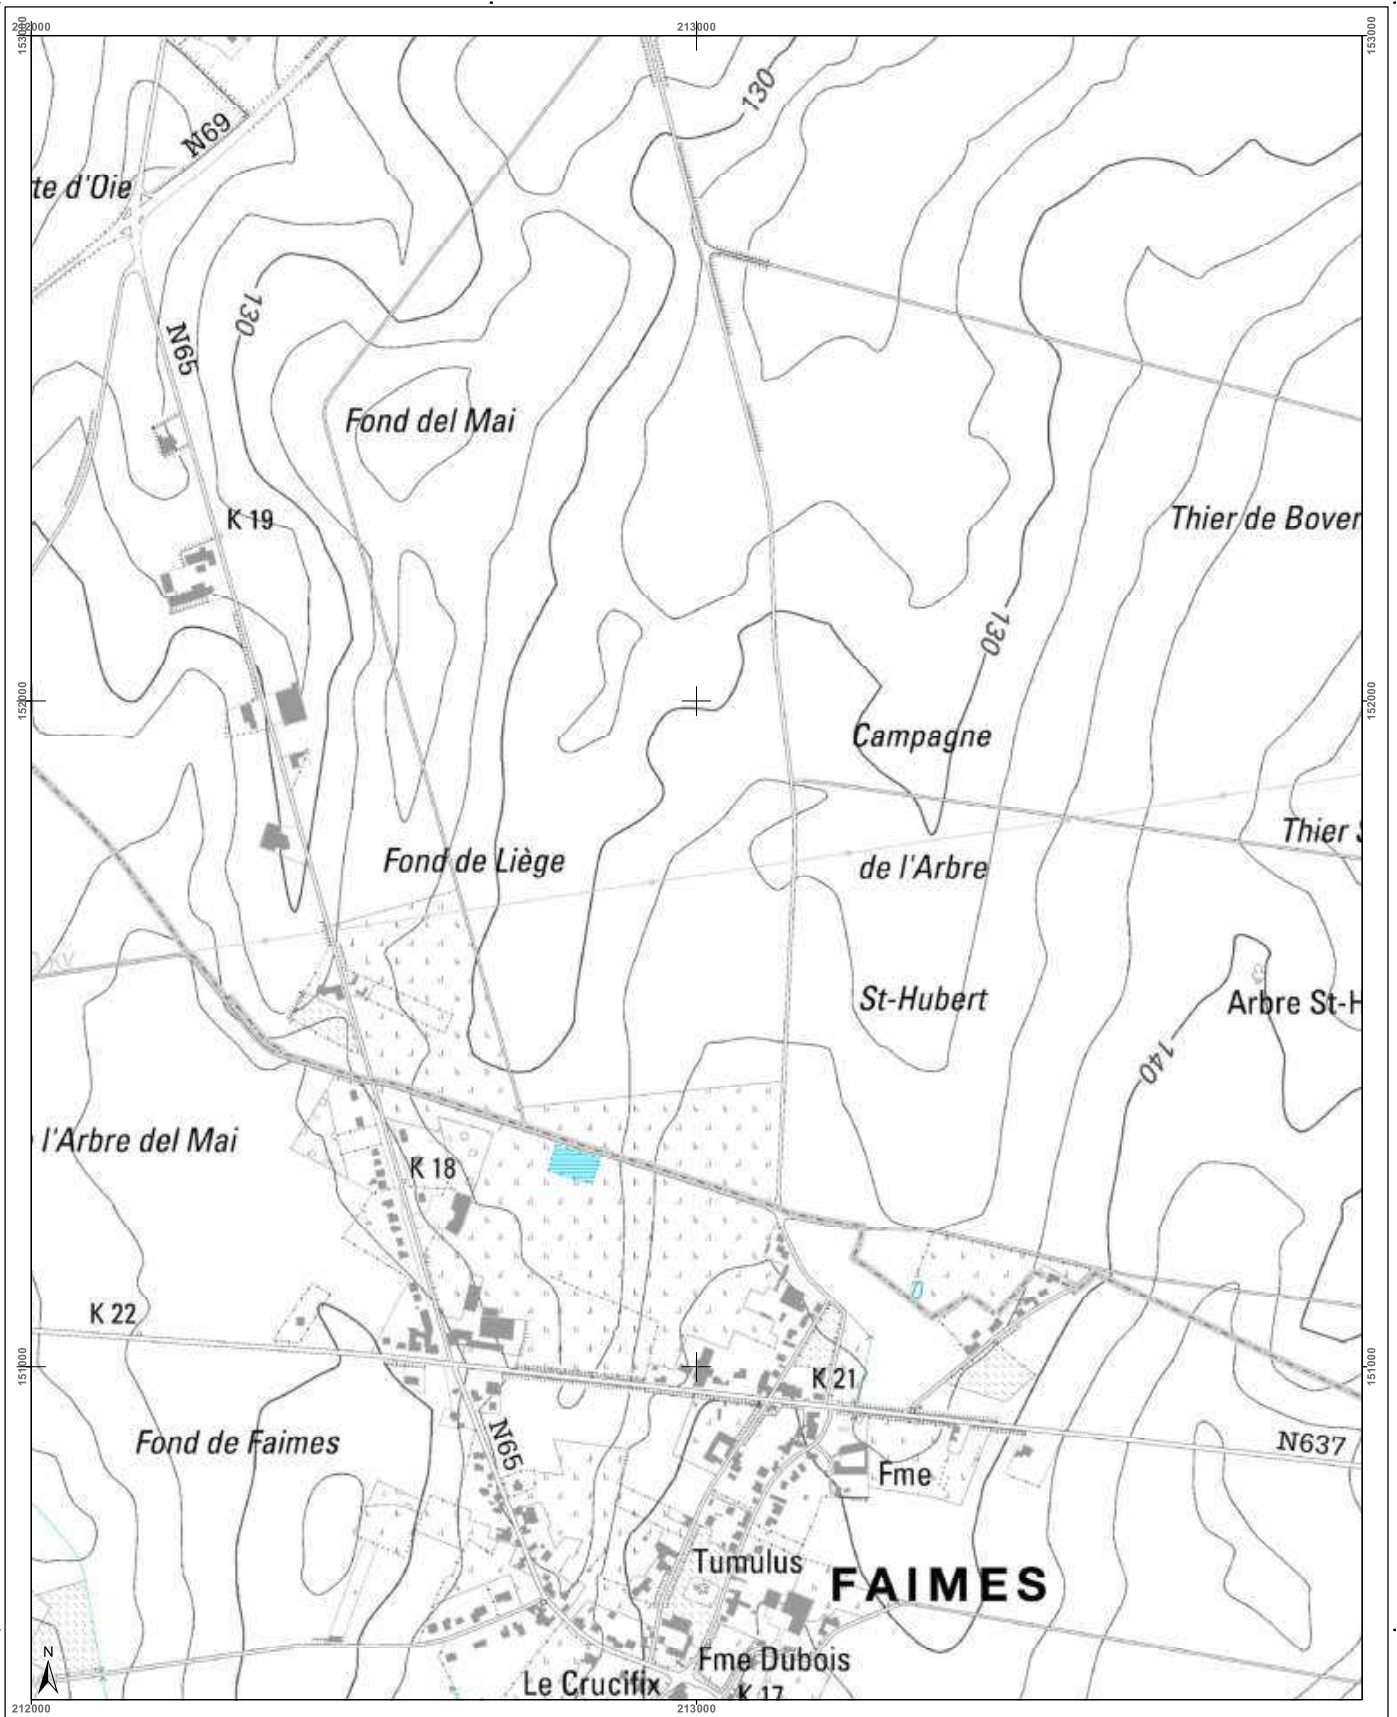 212000
213000
153000
153000
130
N69
te d'Oie
130
N65
Fond del Mai
K 19
Thier de Bover
130
152000
152000
Campagne
Thier S
Fond de Liège
de l'Arbre
KV
St-Hubert
Arbre St-H
140
l'Arbre del Mai
K 18
K 22
151000
151000
K 21
Fond de Faimes
N65
N637
Fme
Tumulus
FAIMES
Fme Dubois
Le Crucifix
K 17
N
212000
213000